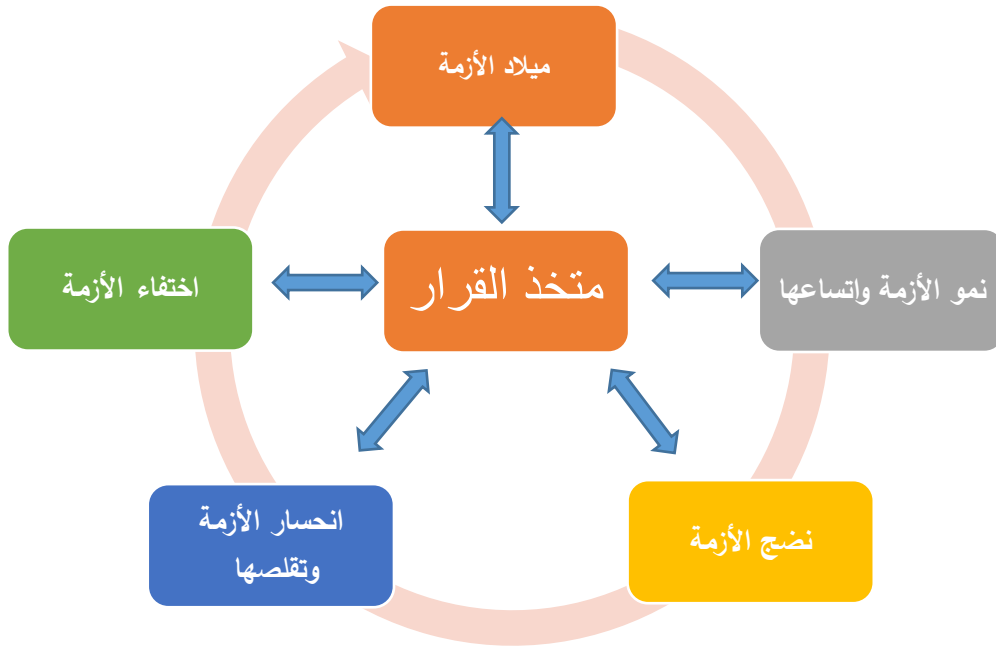 ميلاد الأزمة
نمو الأزمة واتساعها
متخذ القرار
اختفاء الأزمة
نضج الأزمة
انحسار الأزمة
وتقلصها